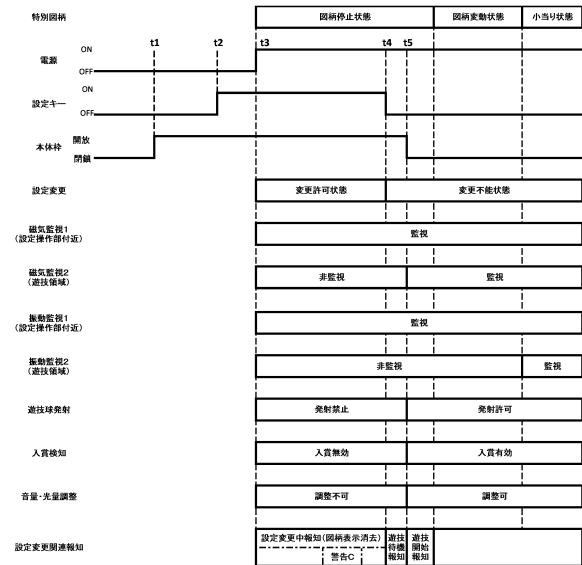 特別図柄
図柄停止状態 図柄変動状態 小当り状態
t1 t2 t3 t4 t5
電源
ON
OFF
設定キー
ON
OFF
本体枠
開放
閉鎖
設定変更
変更許可状態 変更不能状態
磁気監視1
(設定操作部付近)
監視
磁気監視2
(遊技領域)
非監視 監視
振動監視1
(設定操作部付近)
監視
振動監視2
(遊技領域)
非監視 監視
遊技球発射
発射禁止 発射許可
入賞検知
入賞無効 入賞有効
音量・光量調整
調整不可 調整可
設定変更関連報知
設定変更中報知(図柄表示消去)
警告C
遊技
待機
報知
遊技
開始
報知